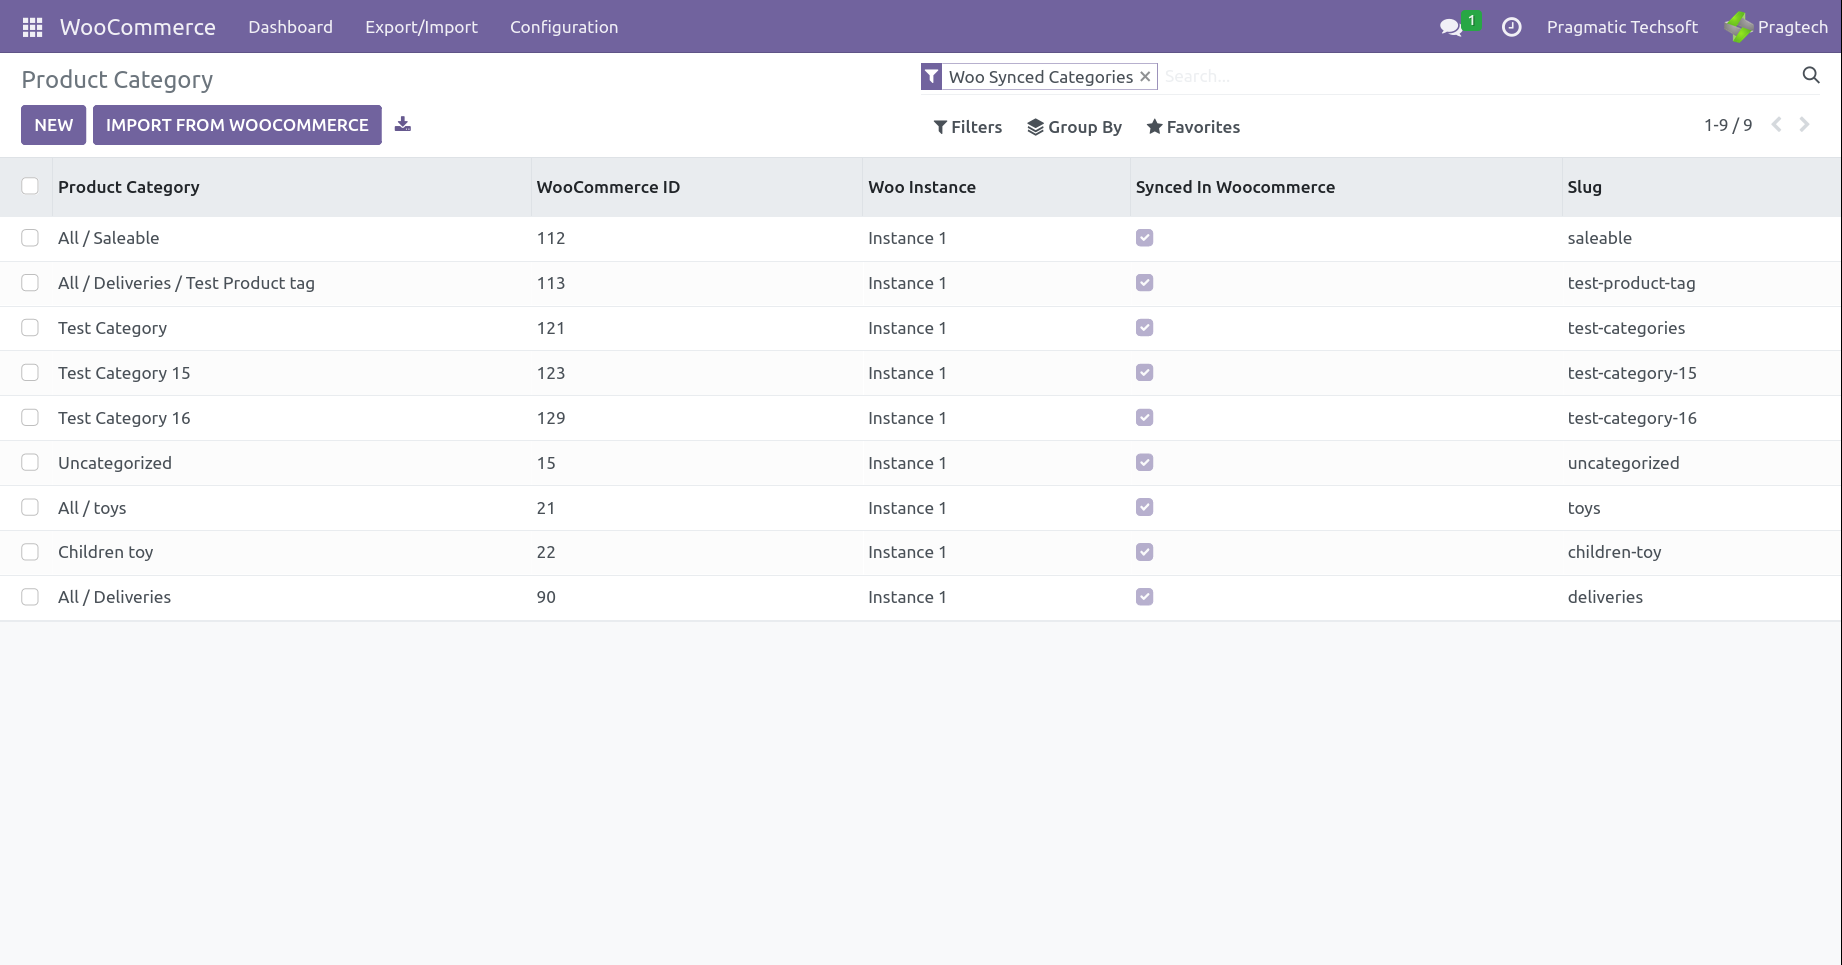 WooCommerce Dashboard Export/Import Configuration 1 Pragmatic Techsoft Pragtech
Product Category Woo Synced Categories × Search...
NEW IMPORT FROM WOOCOMMERCE Filters Group By Favorites 1-9 / 9
Product Category WooCommerce ID Woo Instance Synced In Woocommerce Slug
All / Saleable 112 Instance 1 saleable
All / Deliveries / Test Product tag 113 Instance 1 test-product-tag
Test Category 121 Instance 1 test-categories
Test Category 15 123 Instance 1 test-category-15
Test Category 16 129 Instance 1 test-category-16
Uncategorized 15 Instance 1 uncategorized
All / toys 21 Instance 1 toys
Children toy 22 Instance 1 children-toy
All / Deliveries 90 Instance 1 deliveries